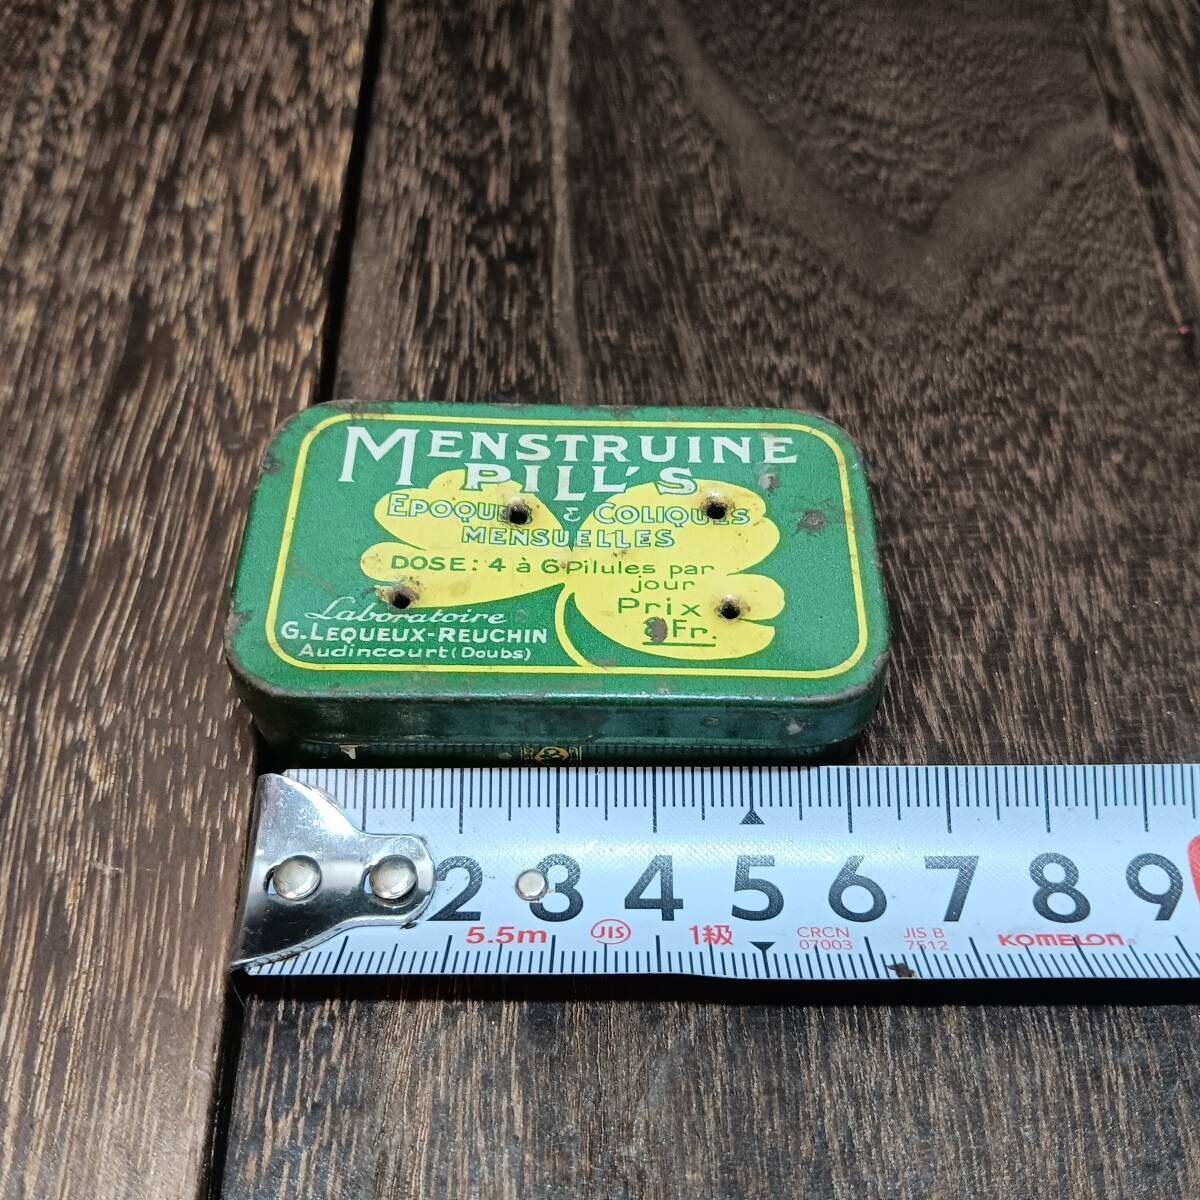 MENSTRUINE
PILL'S
EPOQUES & COLIQUES
MENSUELLES
DOSE: 4 à 6 Pilules par
jour
Prix
Fr.
Laboratoire
G. LEQUEUX-REUCHIN
Audincourt (Doubs)
2 3 4 5 6 7 8 9
5.5m JIS 1級 CRCN 07003 JIS B 7512 KOMELON